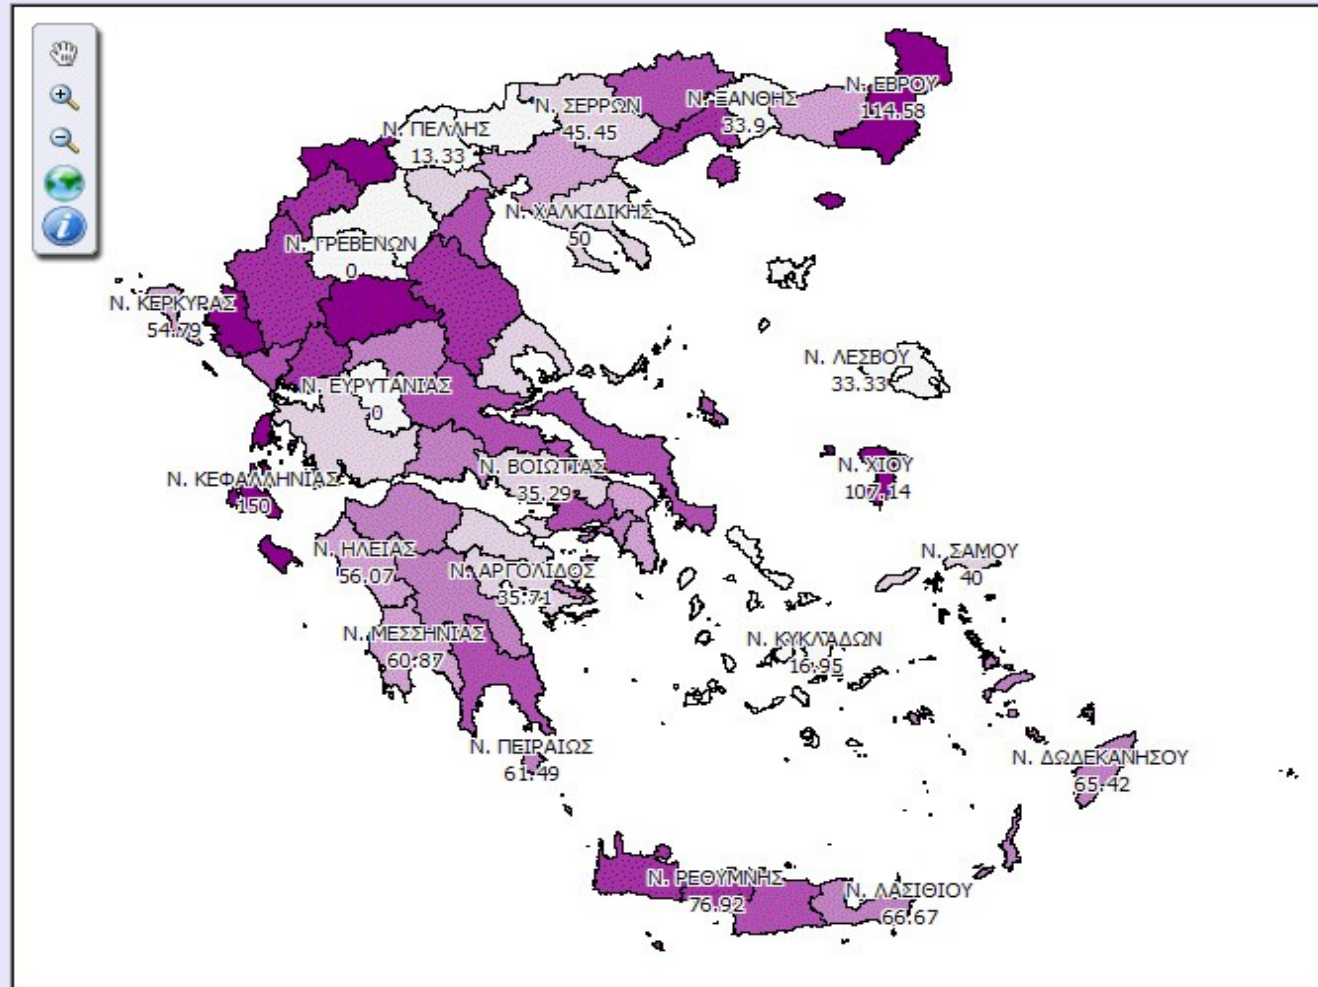 Ν. ΕΒΡΟΥ
114.58
Ν. ΞΑΝΘΗΣ
33.9
Ν. ΣΕΡΡΩΝ
45.45
Ν. ΠΕΛΛΗΣ
13.33
Ν. ΧΑΛΚΙΔΙΚΗΣ
50
Ν. ΓΡΕΒΕΝΩΝ
0
Ν. ΚΕΡΚΥΡΑΣ
54.79
Ν. ΛΕΣΒΟΥ
33.33
Ν. ΕΥΡΥΤΑΝΙΑΣ
0
Ν. ΒΟΙΩΤΙΑΣ
35.29
Ν. ΧΙΟΥ
107.14
Ν. ΚΕΦΑΛΛΗΝΙΑΣ
150
Ν. ΗΛΕΙΑΣ
56.07
Ν. ΑΡΓΟΛΙΔΟΣ
35.71
Ν. ΣΑΜΟΥ
40
Ν. ΜΕΣΣΗΝΙΑΣ
60.87
Ν. ΚΥΚΛΑΔΩΝ
16.95
Ν. ΠΕΙΡΑΙΩΣ
61.49
Ν. ΔΩΔΕΚΑΝΗΣΟΥ
65.42
Ν. ΡΕΘΥΜΝΗΣ
76.92
Ν. ΛΑΣΙΘΙΟΥ
66.67